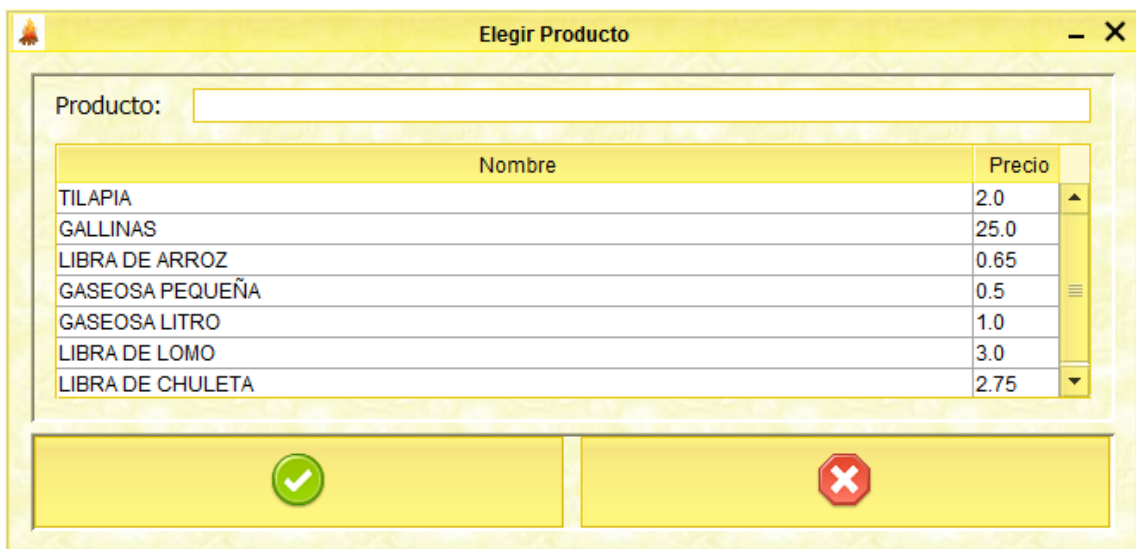 Elegir Producto
Producto:
Nombre Precio
TILAPIA 2.0
GALLINAS 25.0
LIBRA DE ARROZ 0.65
GASEOSA PEQUEÑA 0.5
GASEOSA LITRO 1.0
LIBRA DE LOMO 3.0
LIBRA DE CHULETA 2.75